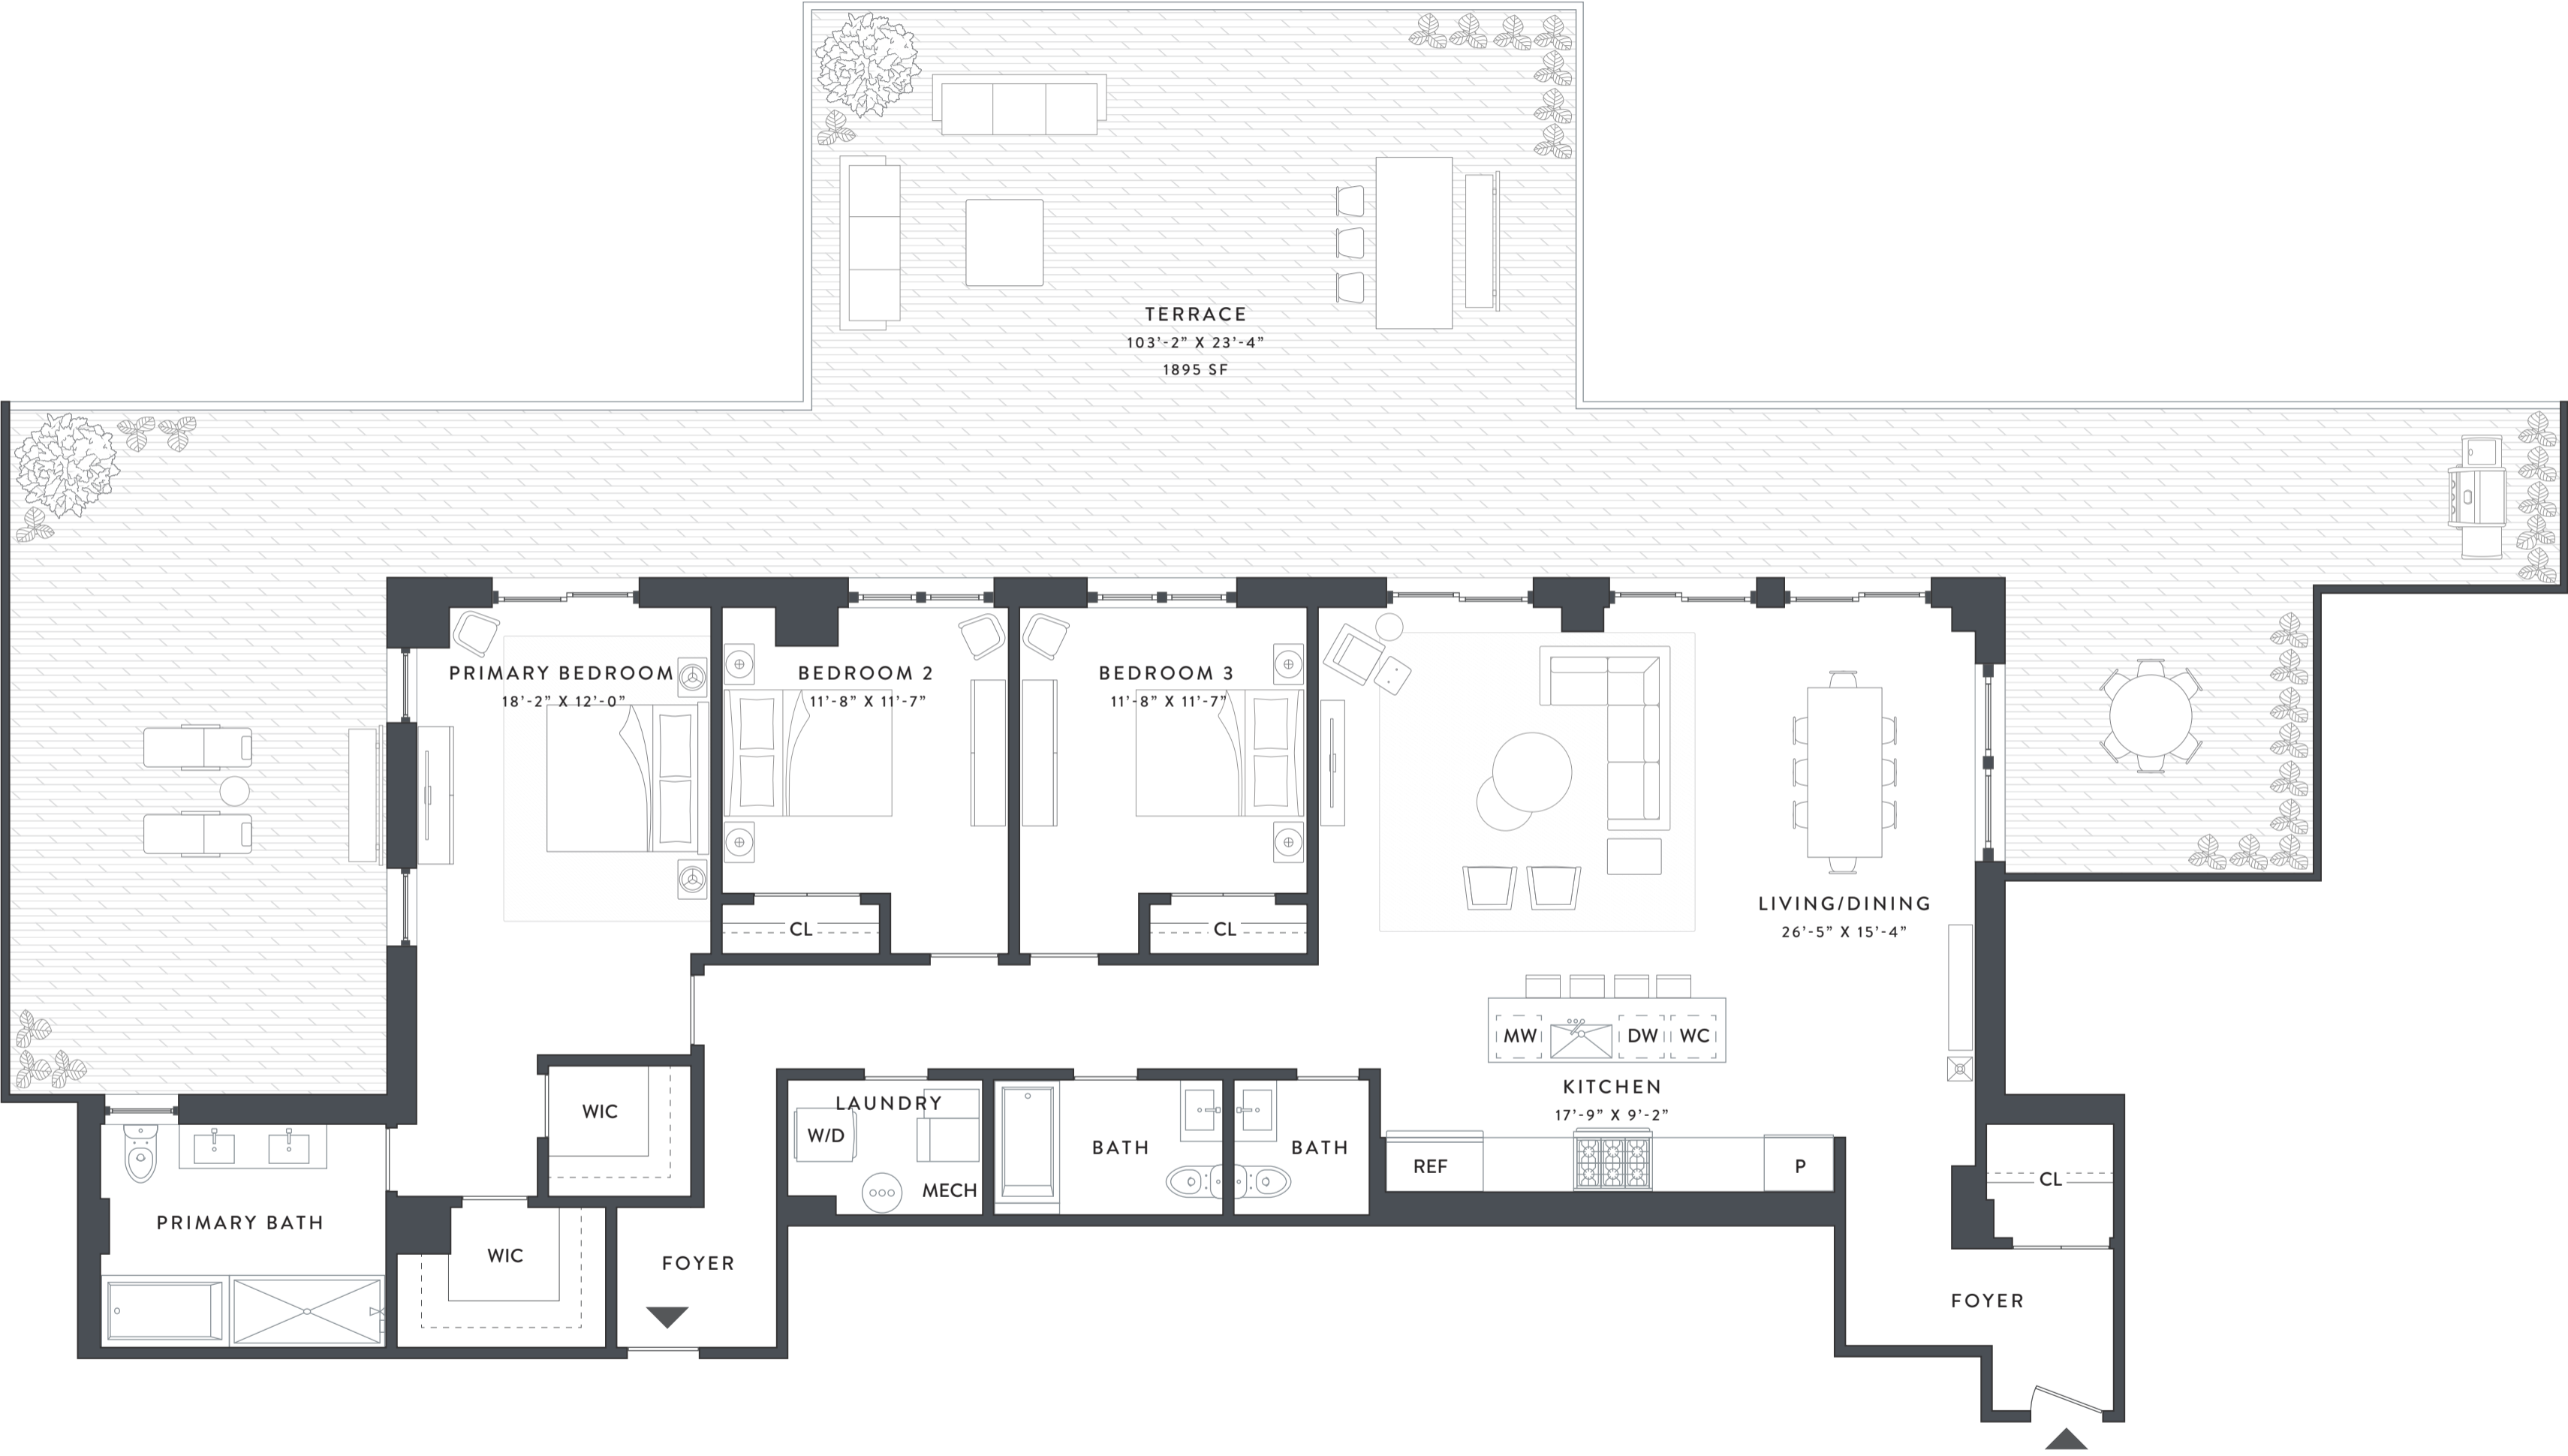 TERRACE
103'-2” X 23'-4”
1895 SF
PRIMARY BEDROOM
18'-2” X 12'-0”
BEDROOM 2
11'-8” X 11'-7”
BEDROOM 3
11'-8” X 11'-7”
CL
CL
LIVING/DINING
26'-5” X 15'-4”
MW
DW
WC
KITCHEN
17'-9” X 9'-2”
WIC
LAUNDRY
W/D
MECH
BATH
BATH
REF
P
CL
PRIMARY BATH
WIC
FOYER
FOYER